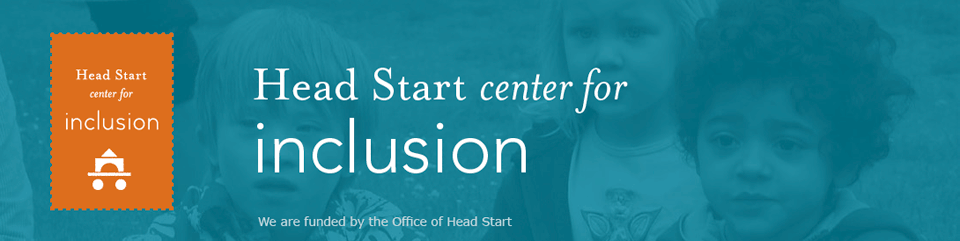 Head Start
center for
inclusion
Head Start center for
inclusion
We are funded by the Office of Head Start